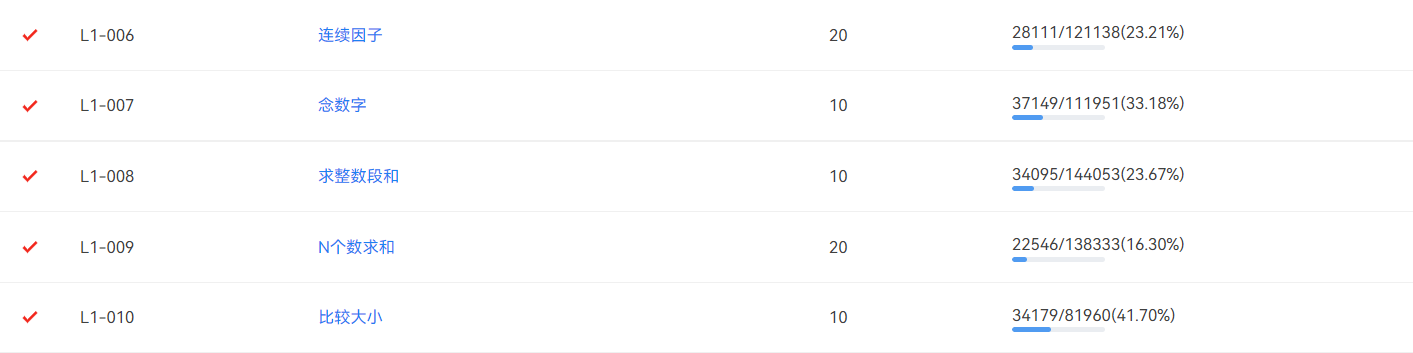 L1-006 连续因子 20 28111/121138(23.21%)
L1-007 念数字 10 37149/111951(33.18%)
L1-008 求整数段和 10 34095/144053(23.67%)
L1-009 N个数求和 20 22546/138333(16.30%)
L1-010 比较大小 10 34179/81960(41.70%)